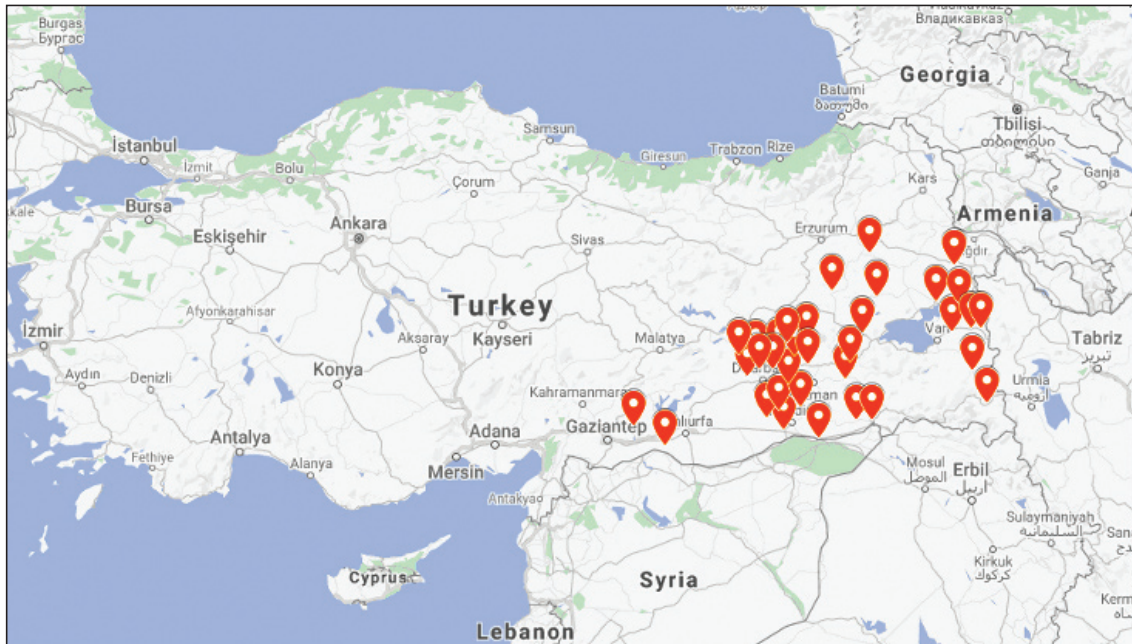 Burgas
Бургас
Владикавказ
Georgia
Batumi
ბათუმი
Tbilisi
თბილისი
İstanbul
İzmit
Bolu
Samsun
Giresun
Trabzon
Rize
Ganja
Kars
Bursa
Çorum
Armenia
Ankara
Eskişehir
Sivas
Erzurum
Turkey
Afyonkarahisar
Kayseri
Aksaray
Malatya
Van
Tabriz
تبریز
İzmir
Aydın
Denizli
Konya
Urmia
ارومیه
Antalya
Adana
Gaziantep
Fethiye
Alanya
Mersin
Antakya
Mosul
الموصل
Erbil
اربيل
Sulaymaniyah
السليمانية
Kirkuk
كركوك
Cyprus
Syria
Lebanon